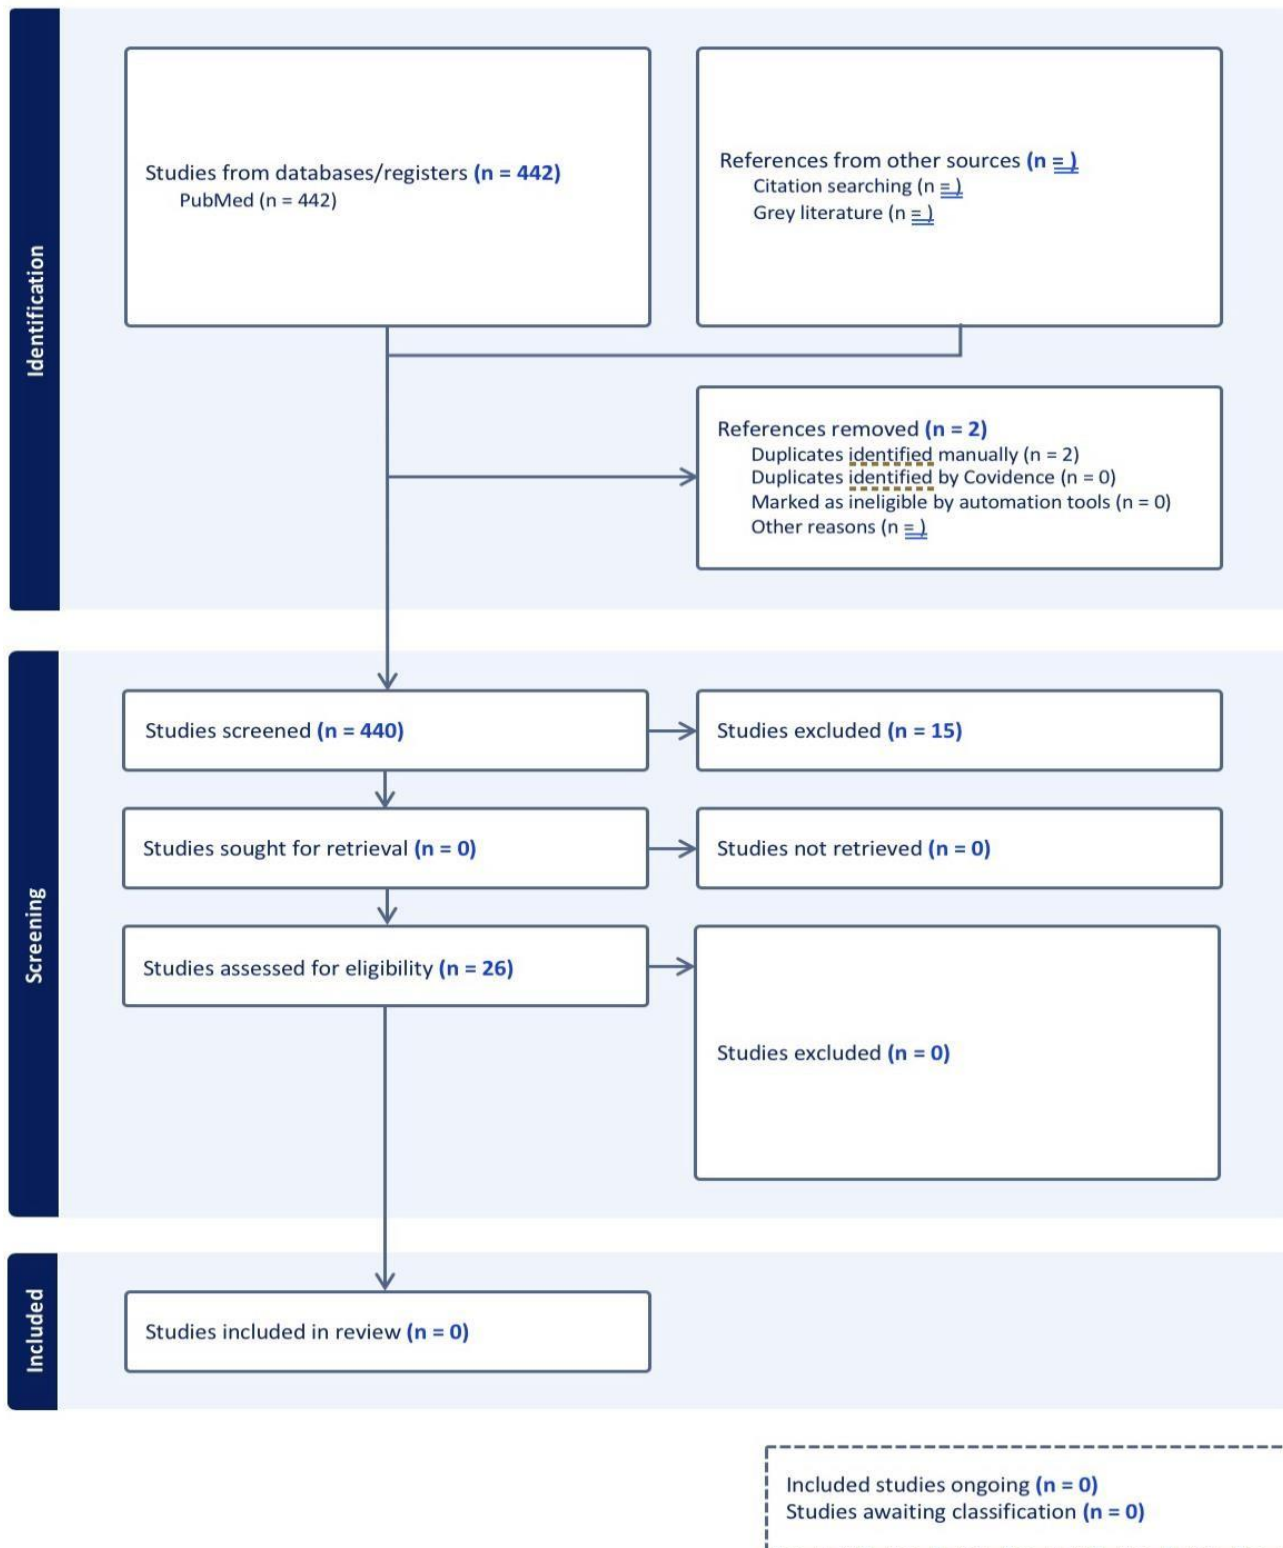 Identification
Studies from databases/registers (n = 442)
PubMed (n = 442)
References from other sources (n = )
Citation searching (n = )
Grey literature (n = )
References removed (n = 2)
Duplicates identified manually (n = 2)
Duplicates identified by Covidence (n = 0)
Marked as ineligible by automation tools (n = 0)
Other reasons (n = )
Screening
Studies screened (n = 440)
Studies excluded (n = 15)
Studies sought for retrieval (n = 0)
Studies not retrieved (n = 0)
Studies assessed for eligibility (n = 26)
Studies excluded (n = 0)
Included
Studies included in review (n = 0)
Included studies ongoing (n = 0)
Studies awaiting classification (n = 0)